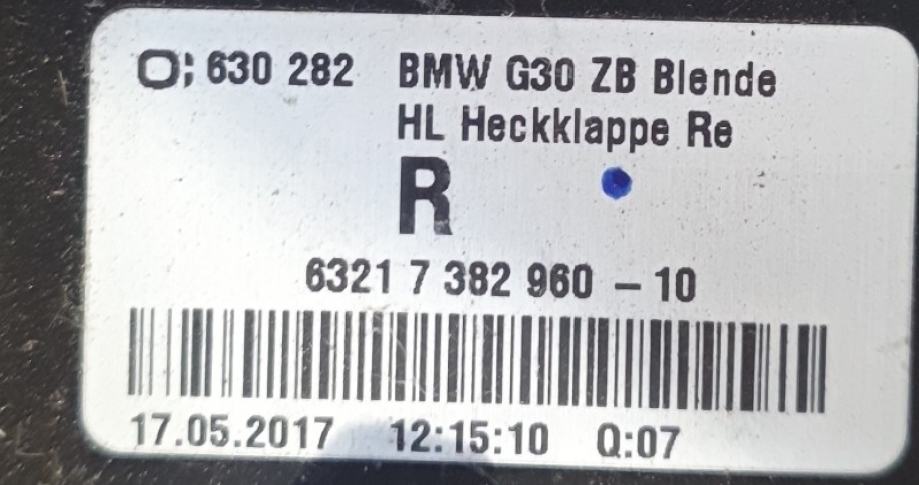 O; 630 282 BMW G30 ZB Blende
HL Heckklappe Re
R
6321 7 382 960 – 10
17.05.2017 12:15:10 Q:07